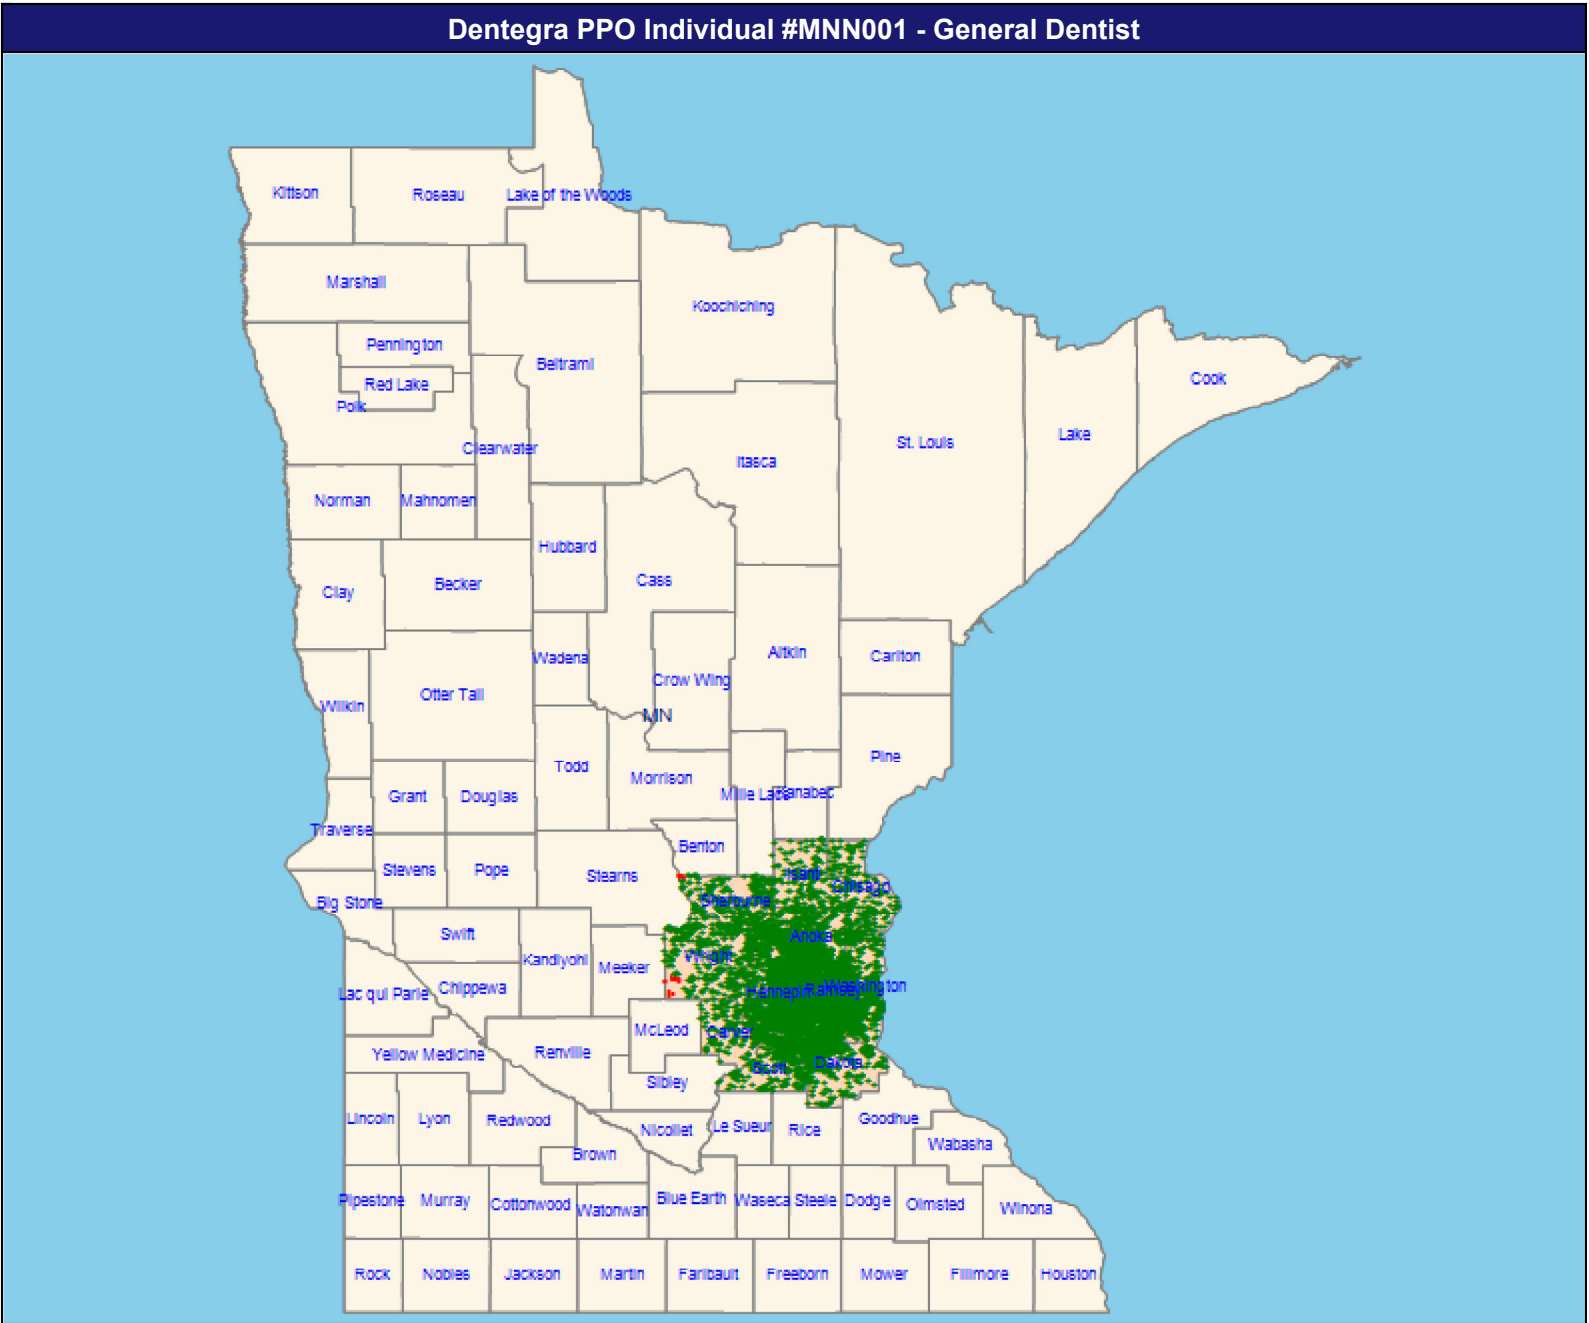 Dentegra PPO Individual #MNN001 - General Dentist
Kittson
Roseau
Lake of the Woods
Marshall
Koochiching
Pennington
Beltrami
Red Lake
Cook
Polk
Lake
St. Louis
Clearwater
Itasca
Norman
Mahnomen
Hubbard
Cass
Becker
Clay
Aitkin
Carlton
Wadena
Crow Wing
Otter Tail
Wilkin
MN
Pine
Todd
Morrison
Mille Lacs
Kanabec
Grant
Douglas
Traverse
Benton
Stevens
Pope
Stearns
Isanti
Chisago
Big Stone
Sherburne
Swift
Anoka
Kandiyohi
Meeker
Wright
Lac qui Parle
Chippewa
Hennepin
Ramsey
Washington
McLeod
Carver
Yellow Medicine
Renville
Scott
Dakota
Sibley
Lincoln
Lyon
Redwood
Nicollet
Le Sueur
Rice
Goodhue
Wabasha
Brown
Pipestone
Murray
Cottonwood
Watonwan
Blue Earth
Waseca
Steele
Dodge
Olmsted
Winona
Rock
Nobles
Jackson
Martin
Faribault
Freeborn
Mower
Fillmore
Houston